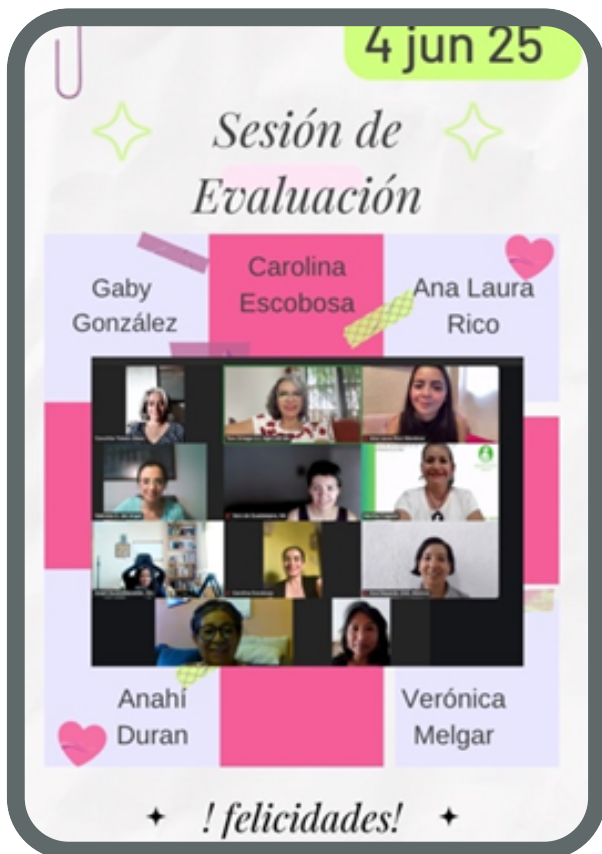 4 jun 25
Sesión de
Evaluación
Gaby
González
Carolina
Escobosa
Ana Laura
Rico
Anahí
Duran
Verónica
Melgar
! felicidades!